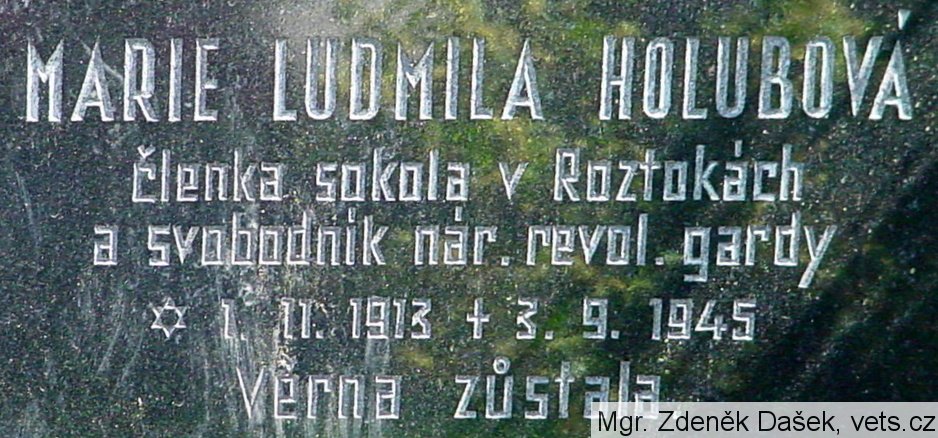 MARIE LUDMILA HOLUBOVÁ
členka sokola v Roztokách
a svobodník nár. revol. gardy
✡ 1. 11. 1913 + 3. 9. 1945
Věrna zůstala.
Mgr. Zdeněk Dašek, vets.cz